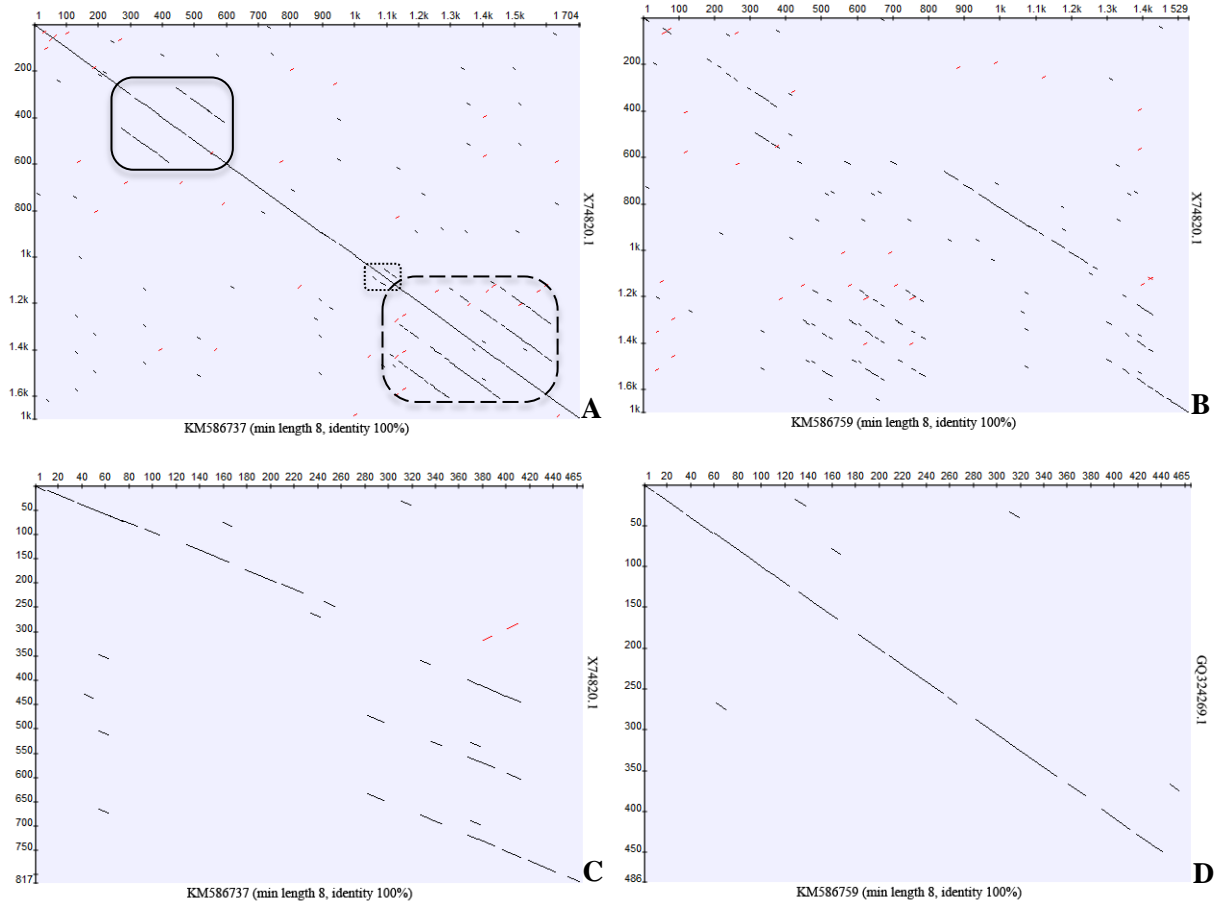 1 100 200 300 400 500 600 700 800 900 1k 1.1k 1.2k 1.4k 1.5k 1 704
200
400
600
800
1k
1.2k
1.4k
1.6k
1k
X74820.1
A
KM586737 (min length 8, identity 100%)
1 100 200 300 400 500 600 700 800 900 1k 1.1k 1.2k 1.3k 1.4k 1 529
200
400
600
800
1k
1.2k
1.4k
1.6k
1k
X74820.1
B
KM586759 (min length 8, identity 100%)
1 20 40 60 80 100 120 140 160 180 200 220 240 260 280 300 320 340 360 380 400 420 440 465
50
100
150
200
250
300
350
400
450
500
550
600
650
700
750
817
X74820.1
C
KM586737 (min length 8, identity 100%)
1 20 40 60 80 100 120 140 160 180 200 220 240 260 280 300 320 340 360 380 400 420 440 465
50
100
150
200
250
300
350
400
450
486
GQ324269.1
D
KM586759 (min length 8, identity 100%)